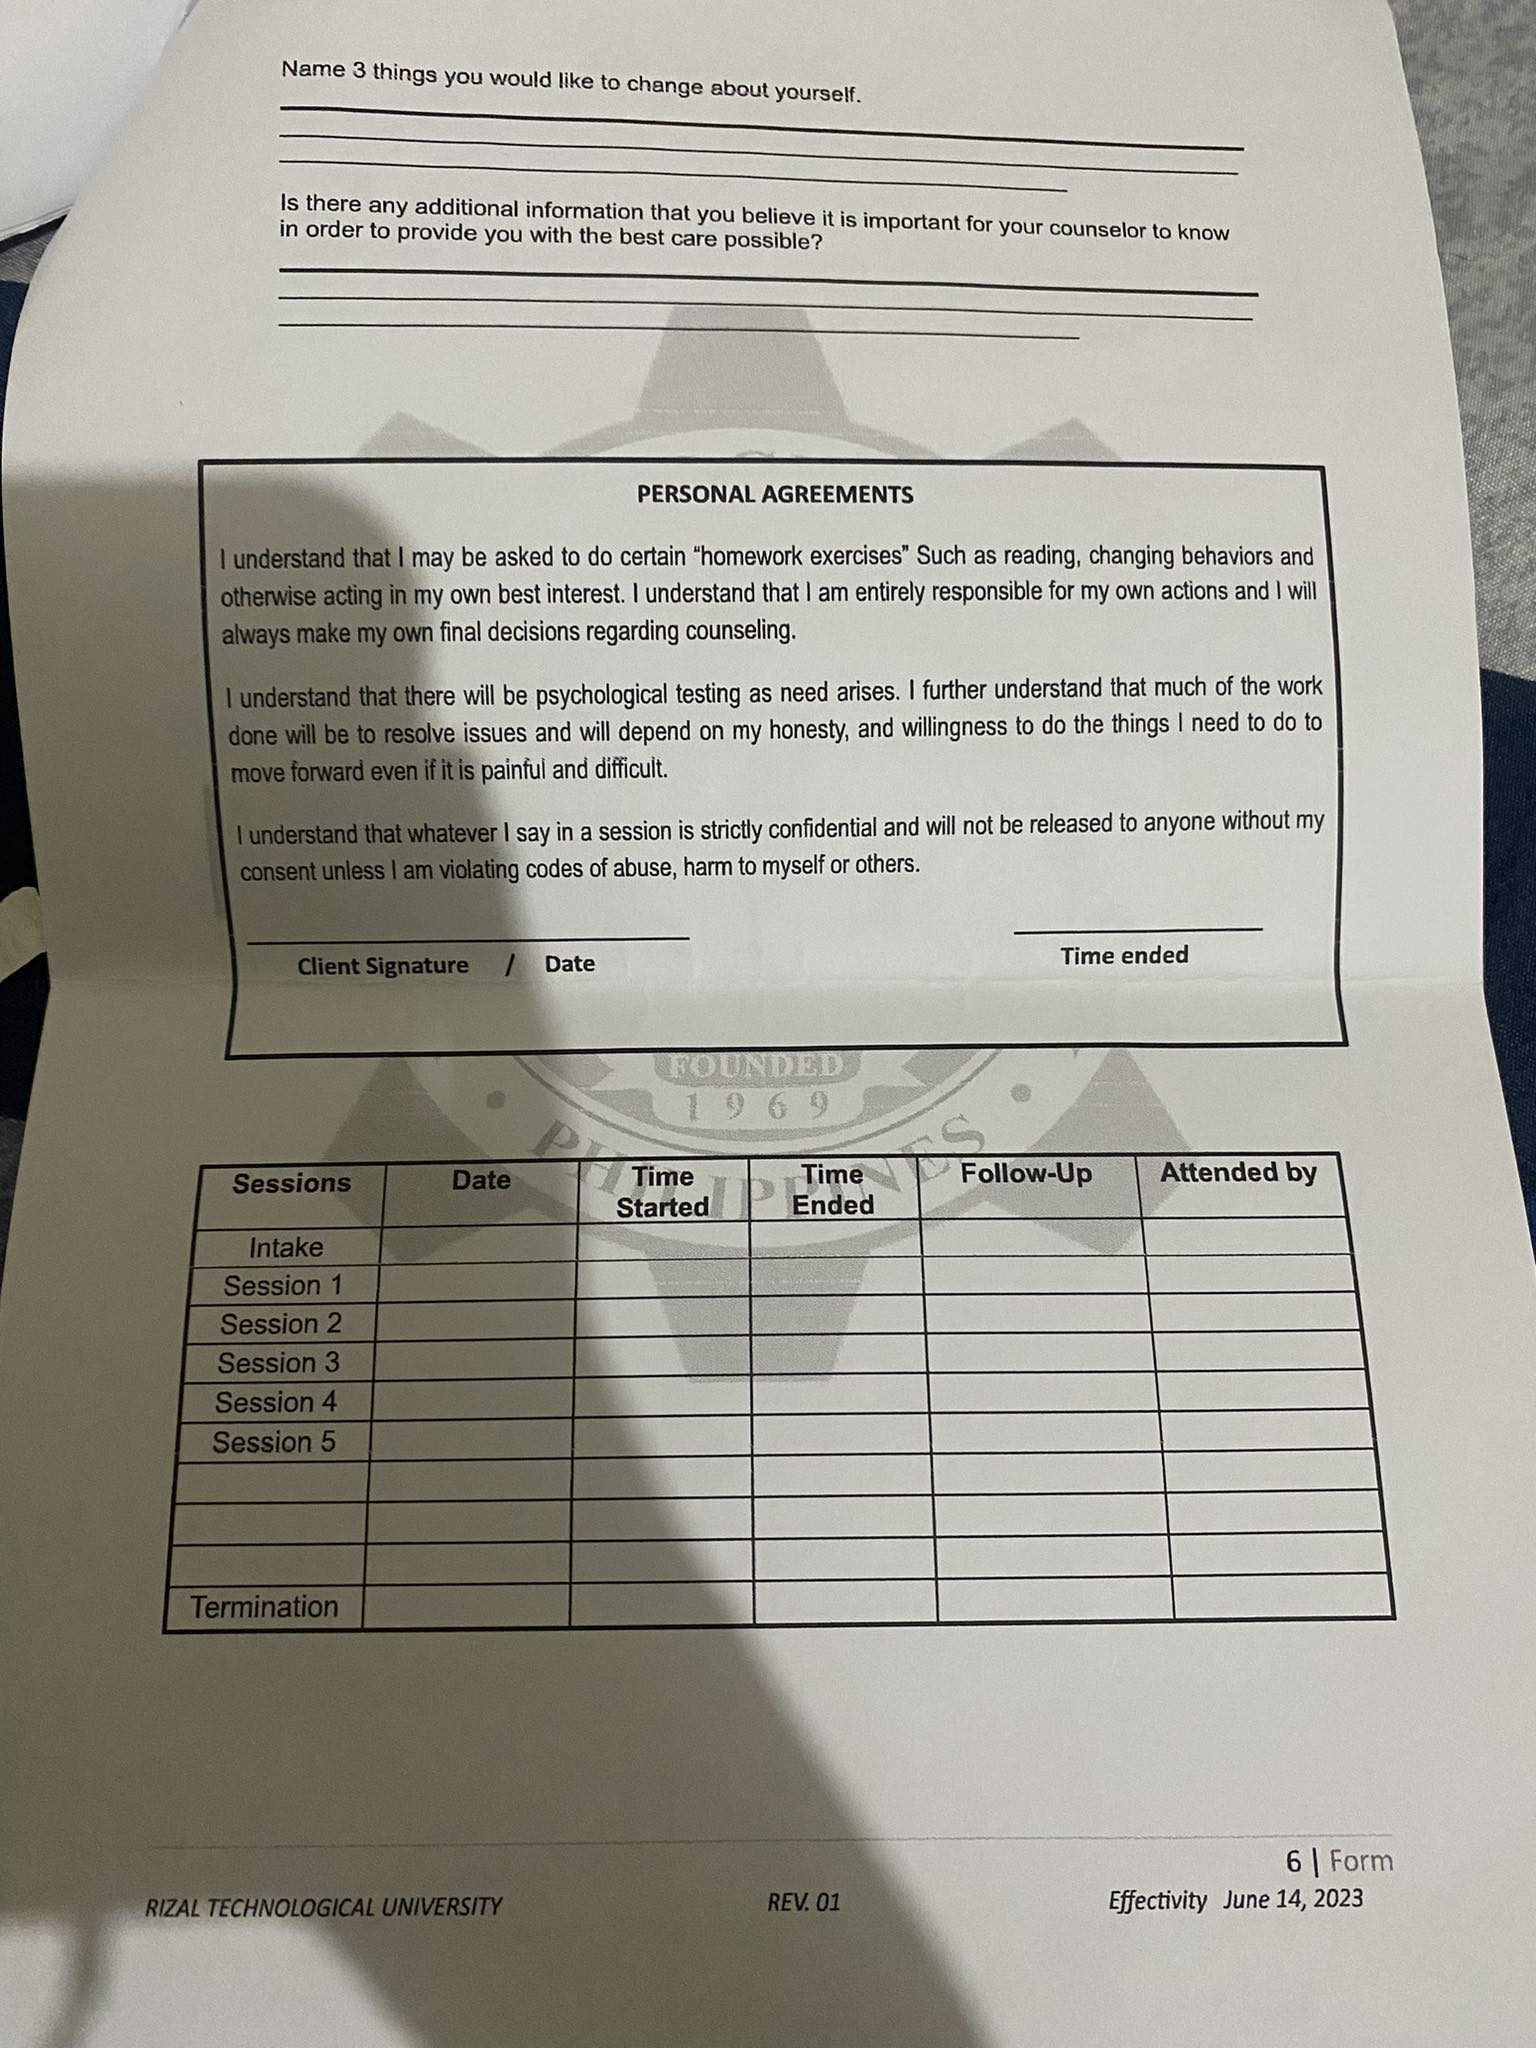 Name 3 things you would like to change about yourself.
Is there any additional information that you believe it is important for your counselor to know
in order to provide you with the best care possible?
PERSONAL AGREEMENTS
I understand that I may be asked to do certain “homework exercises” Such as reading, changing behaviors and
otherwise acting in my own best interest. I understand that I am entirely responsible for my own actions and I will
always make my own final decisions regarding counseling.
I understand that there will be psychological testing as need arises. I further understand that much of the work
done will be to resolve issues and will depend on my honesty, and willingness to do the things I need to do to
move forward even if it is painful and difficult.
I understand that whatever I say in a session is strictly confidential and will not be released to anyone without my
consent unless I am violating codes of abuse, harm to myself or others.
Client Signature / Date Time ended
FOUNDED
1969
PHILIPPINES
Sessions Date Time Started Time Ended Follow-Up Attended by
Intake
Session 1
Session 2
Session 3
Session 4
Session 5
Termination
6 | Form
RIZAL TECHNOLOGICAL UNIVERSITY REV. 01 Effectivity June 14, 2023